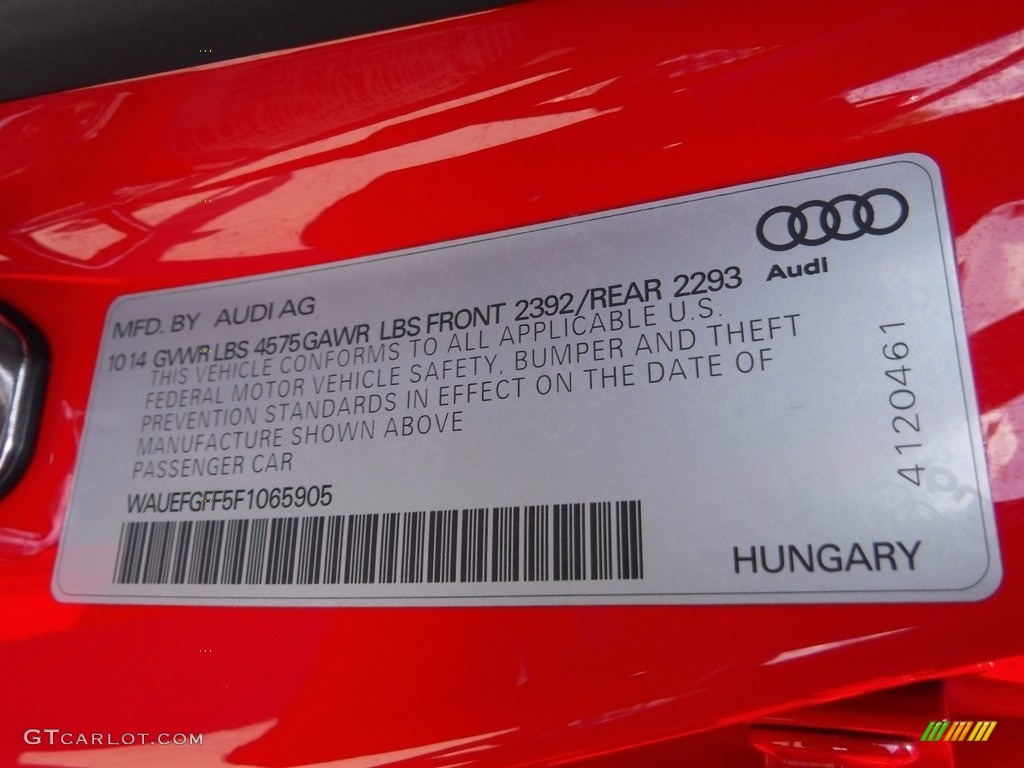 Audi
MFD. BY AUDI AG
10 14 GVWR LBS 4575 GAWR LBS FRONT 2392/REAR 2293
THIS VEHICLE CONFORMS TO ALL APPLICABLE U.S.
FEDERAL MOTOR VEHICLE SAFETY, BUMPER AND THEFT
PREVENTION STANDARDS IN EFFECT ON THE DATE OF
MANUFACTURE SHOWN ABOVE
PASSENGER CAR
WAUEFGFF5F1065905
41204461
HUNGARY
GTCARLOT.COM